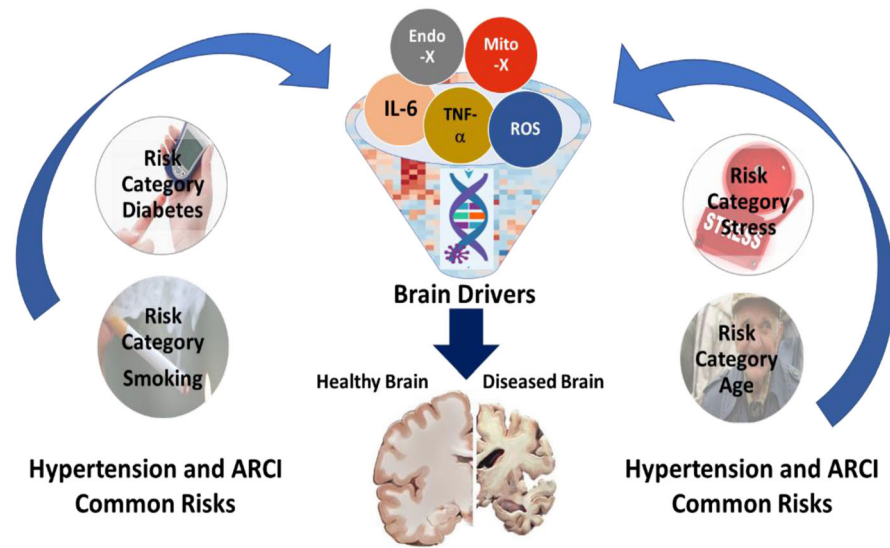 Endo
-X
Mito
-X
IL-6
TNF-
α
ROS
Risk
Category
Diabetes
Risk
Category
Stress
STRESS
Brain Drivers
Risk
Category
Smoking
Risk
Category
Age
Healthy Brain
Diseased Brain
Hypertension and ARCI
Common Risks
Hypertension and ARCI
Common Risks